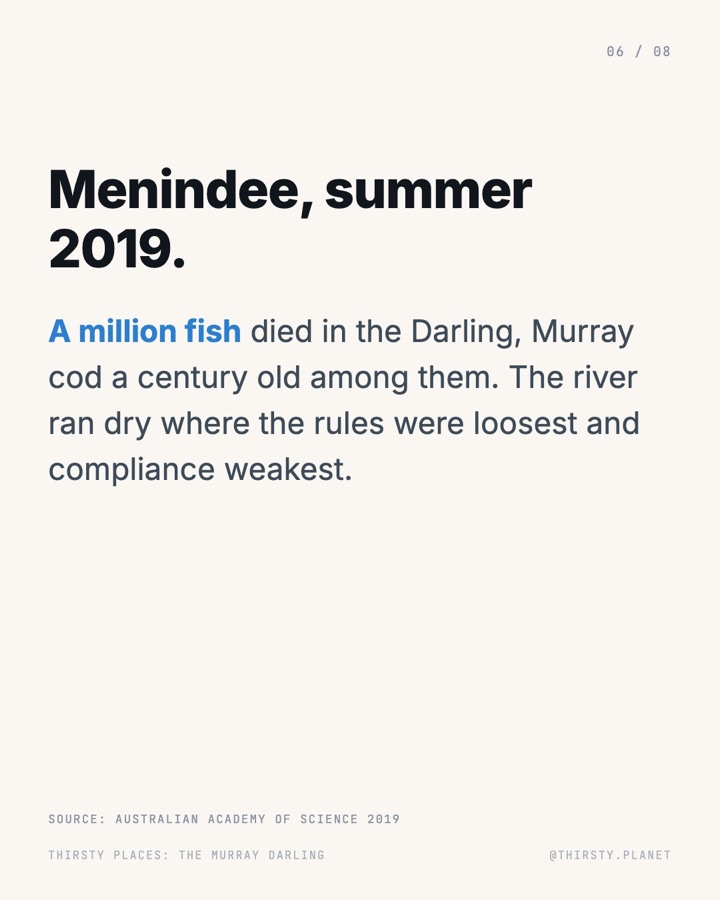 06 / 08
Menindee, summer
2019.
A million fish died in the Darling, Murray
cod a century old among them. The river
ran dry where the rules were loosest and
compliance weakest.
SOURCE: AUSTRALIAN ACADEMY OF SCIENCE 2019
THIRSTY PLACES: THE MURRAY DARLING
@THIRSTY.PLANET